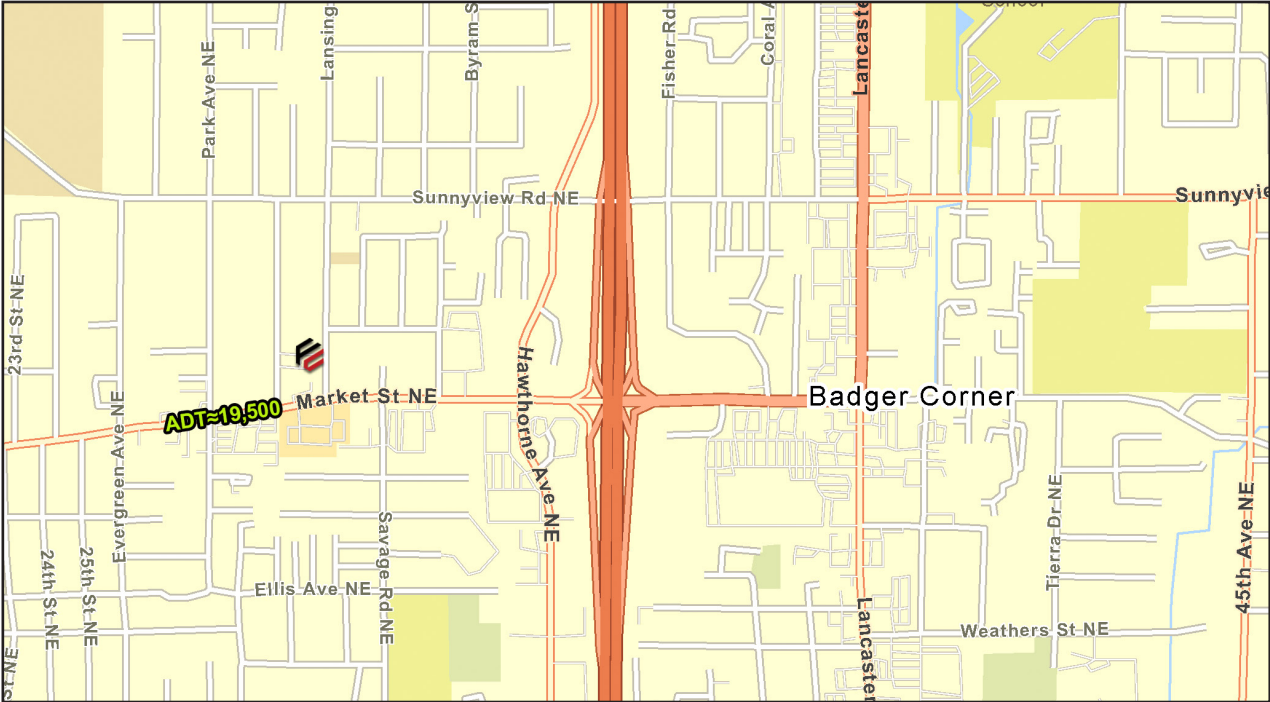 School
Lansing
Byram S
Fisher Rd
Coral A
Lancaste
Park Ave NE
Sunnyview Rd NE
Sunnyvie
23rd St NE
Hawthorne Ave NE
Market St NE
ADT≈19,500
Badger Corner
Evergreen Ave NE
Savage Rd NE
24th St NE
25th St NE
Ellis Ave NE
Tierra Dr NE
45th Ave NE
Lancaster
Weathers St NE
St NE